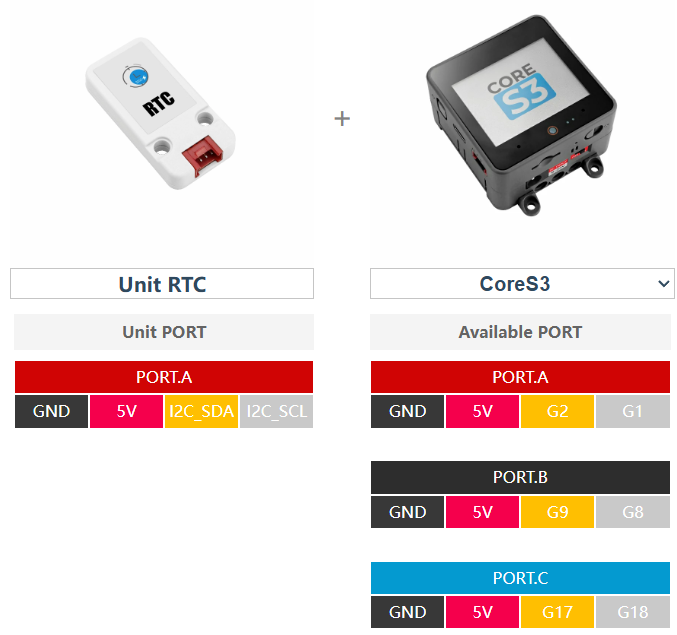 RTC
+
CORE
S3
Unit RTC
CoreS3
Unit PORT
Available PORT
PORT.A
PORT.A
GND 5V I2C_SDA I2C_SCL
GND 5V G2 G1
PORT.B
GND 5V G9 G8
PORT.C
GND 5V G17 G18